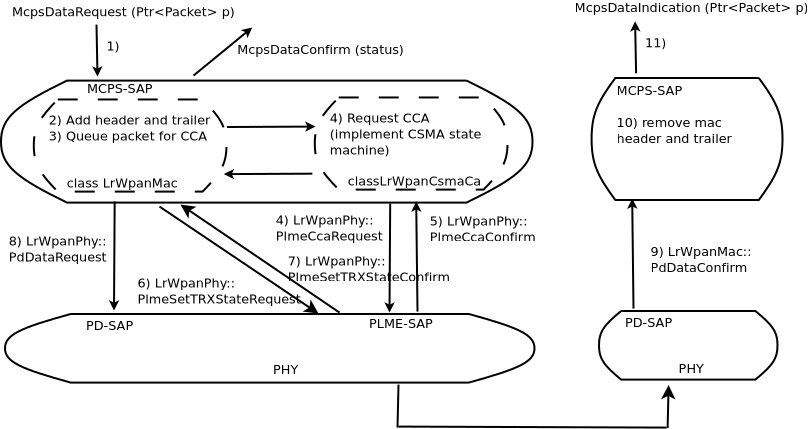 McpsDataRequest (Ptr<Packet> p)
1)
McpsDataConfirm (status)
MCPS-SAP
2) Add header and trailer
3) Queue packet for CCA
class LrWpanMac
4) Request CCA
(implement CSMA state
machine)
classLrWpanCsmaCa
8) LrWpanPhy::
PdDataRequest
6) LrWpanPhy::
PlmeSetTRXStateRequest
4) LrWpanPhy::
PlmeCcaRequest
7) LrWpanPhy::
PlmeSetTRXStateConfirm
5) LrWpanPhy::
PlmeCcaConfirm
PD-SAP
PLME-SAP
PHY
McpsDataIndication (Ptr<Packet> p)
11)
MCPS-SAP
10) remove mac
header and trailer
9) LrWpanMac::
PdDataConfirm
PD-SAP
PHY